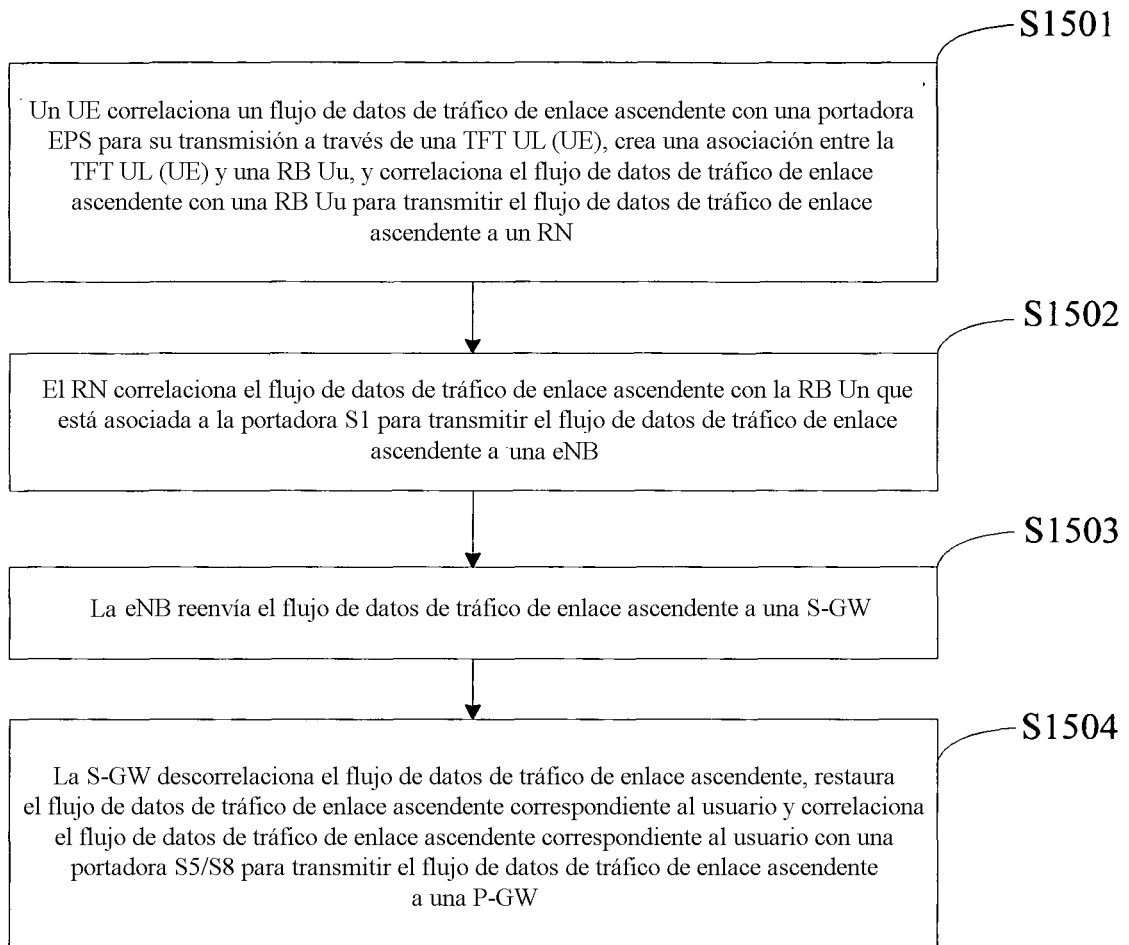 S1501
Un UE correlaciona un flujo de datos de tráfico de enlace ascendente con una portadora
EPS para su transmisión a través de una TFT UL (UE), crea una asociación entre la
TFT UL (UE) y una RB Uu, y correlaciona el flujo de datos de tráfico de enlace
ascendente con una RB Uu para transmitir el flujo de datos de tráfico de enlace
ascendente a un RN
S1502
El RN correlaciona el flujo de datos de tráfico de enlace ascendente con la RB Un que
está asociada a la portadora S1 para transmitir el flujo de datos de tráfico de enlace
ascendente a una eNB
S1503
La eNB reenvía el flujo de datos de tráfico de enlace ascendente a una S-GW
S1504
La S-GW descorrelaciona el flujo de datos de tráfico de enlace ascendente, restaura
el flujo de datos de tráfico de enlace ascendente correspondiente al usuario y correlaciona
el flujo de datos de tráfico de enlace ascendente correspondiente al usuario con una
portadora S5/S8 para transmitir el flujo de datos de tráfico de enlace ascendente
a una P-GW